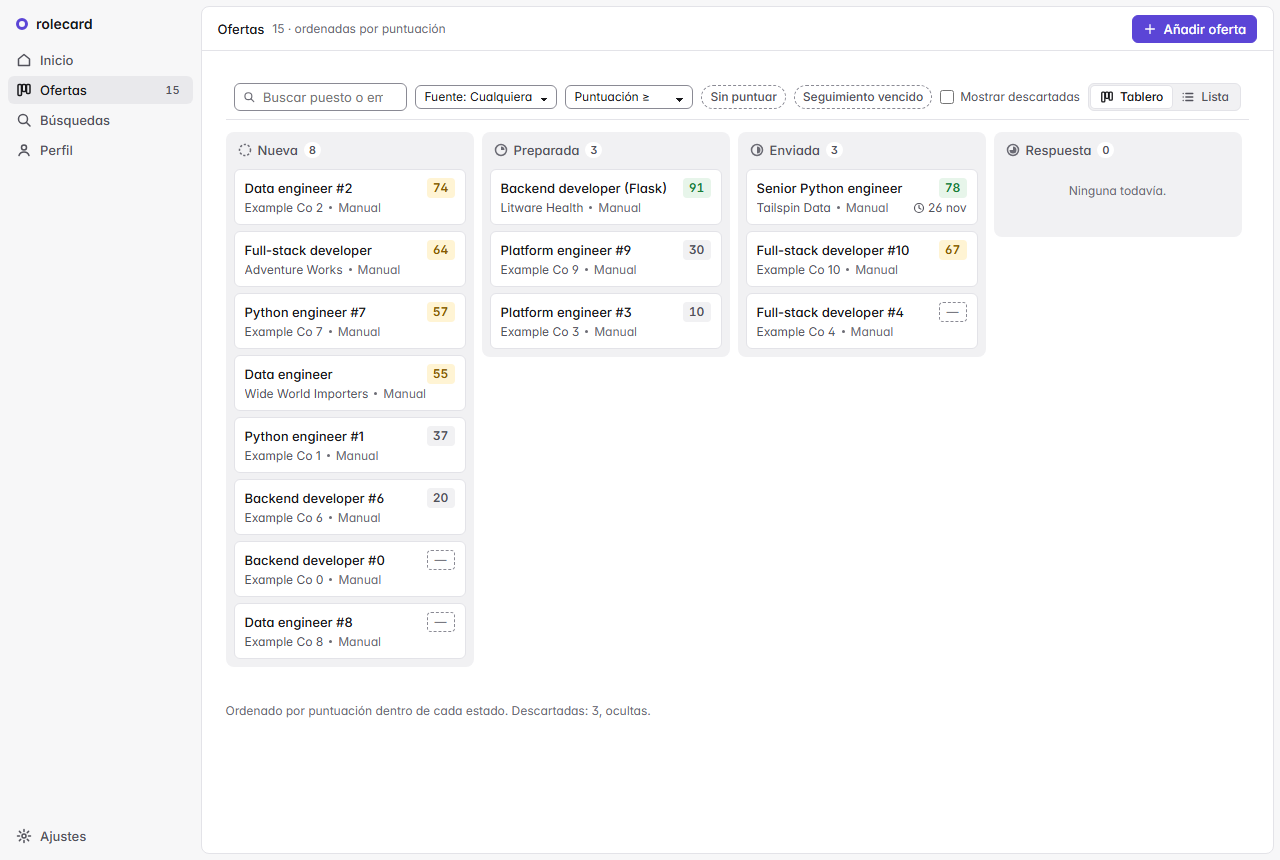 rolecard
Inicio
Ofertas 15
Búsquedas
Perfil
Ajustes
Ofertas 15 · ordenadas por puntuación
+ Añadir oferta
Buscar puesto o em
Fuente: Cualquiera
Puntuación ≥
Sin puntuar
Seguimiento vencido
Mostrar descartadas
Tablero
Lista
Nueva 8
Data engineer #2 74
Example Co 2 • Manual
Full-stack developer 64
Adventure Works • Manual
Python engineer #7 57
Example Co 7 • Manual
Data engineer 55
Wide World Importers • Manual
Python engineer #1 37
Example Co 1 • Manual
Backend developer #6 20
Example Co 6 • Manual
Backend developer #0 —
Example Co 0 • Manual
Data engineer #8 —
Example Co 8 • Manual
Preparada 3
Backend developer (Flask) 91
Litware Health • Manual
Platform engineer #9 30
Example Co 9 • Manual
Platform engineer #3 10
Example Co 3 • Manual
Enviada 3
Senior Python engineer 78
Tailspin Data • Manual 26 nov
Full-stack developer #10 67
Example Co 10 • Manual
Full-stack developer #4 —
Example Co 4 • Manual
Respuesta 0
Ninguna todavía.
Ordenado por puntuación dentro de cada estado. Descartadas: 3, ocultas.